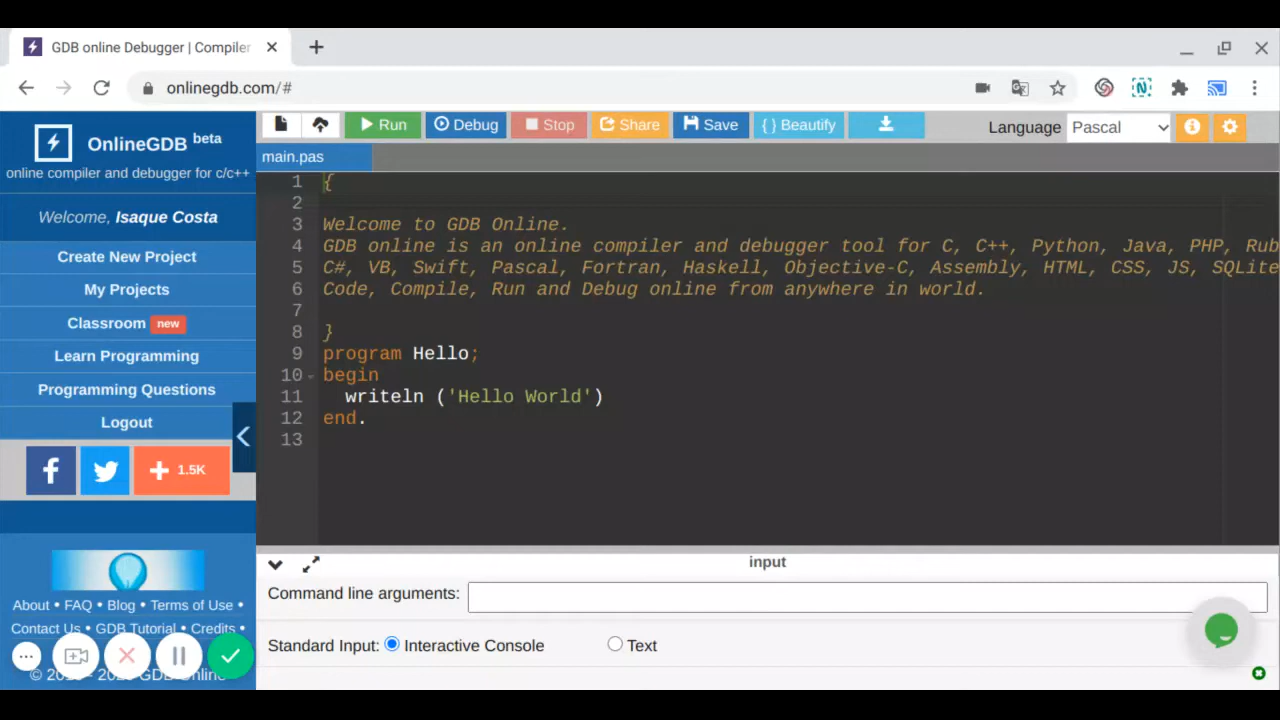 GDB online Debugger | Compiler
onlinegdb.com/#
OnlineGDB beta
online compiler and debugger for c/c++
Welcome, Isaque Costa
Create New Project
My Projects
Classroom new
Learn Programming
Programming Questions
Logout
1.5K
About • FAQ • Blog • Terms of Use •
Contact Us • GDB Tutorial • Credits •
GDB Online
Run Debug Stop Share Save { } Beautify Language Pascal
main.pas
1 {
2
3 Welcome to GDB Online.
4 GDB online is an online compiler and debugger tool for C, C++, Python, Java, PHP, Rub
5 C#, VB, Swift, Pascal, Fortran, Haskell, Objective-C, Assembly, HTML, CSS, JS, SQLite
6 Code, Compile, Run and Debug online from anywhere in world.
7
8 }
9 program Hello;
10 begin
11 writeln ('Hello World')
12 end.
13
input
Command line arguments:
Standard Input: Interactive Console Text